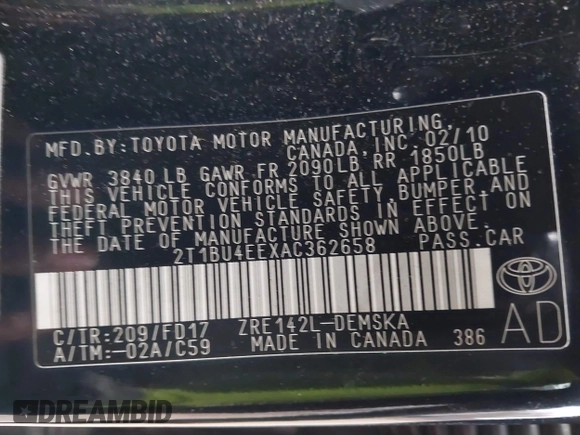 MFD.BY:TOYOTA MOTOR MANUFACTURING,
CANADA, INC. 02/10
GVWR 3840 LB GAWR FR 2090LB RR 1850LB
THIS VEHICLE CONFORMS TO ALL APPLICABLE
FEDERAL MOTOR VEHICLE SAFETY, BUMPER, AND
THEFT PREVENTION STANDARDS IN EFFECT ON
THE DATE OF MANUFACTURE SHOWN ABOVE.
2T1BU4EEXAC362658 PASS.CAR
C/TR:209/FD17 ZRE142L-DEMSKA
A/TM:-02A/C59 MADE IN CANADA 386
AD
DREAMBID